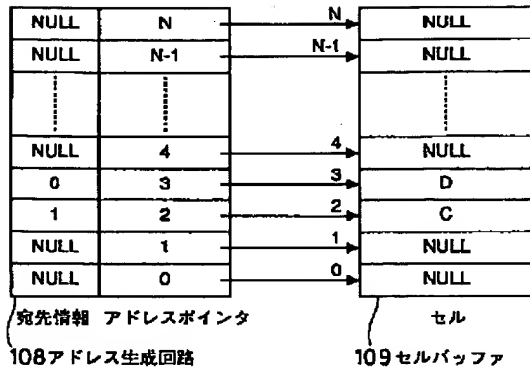 NULL N N NULL
NULL N-1 N-1 NULL
NULL 4 4 NULL
0 3 3 D
1 2 2 C
NULL 1 1 NULL
NULL 0 0 NULL
宛先情報 アドレスポインタ セル
108アドレス生成回路 109セルバッファ